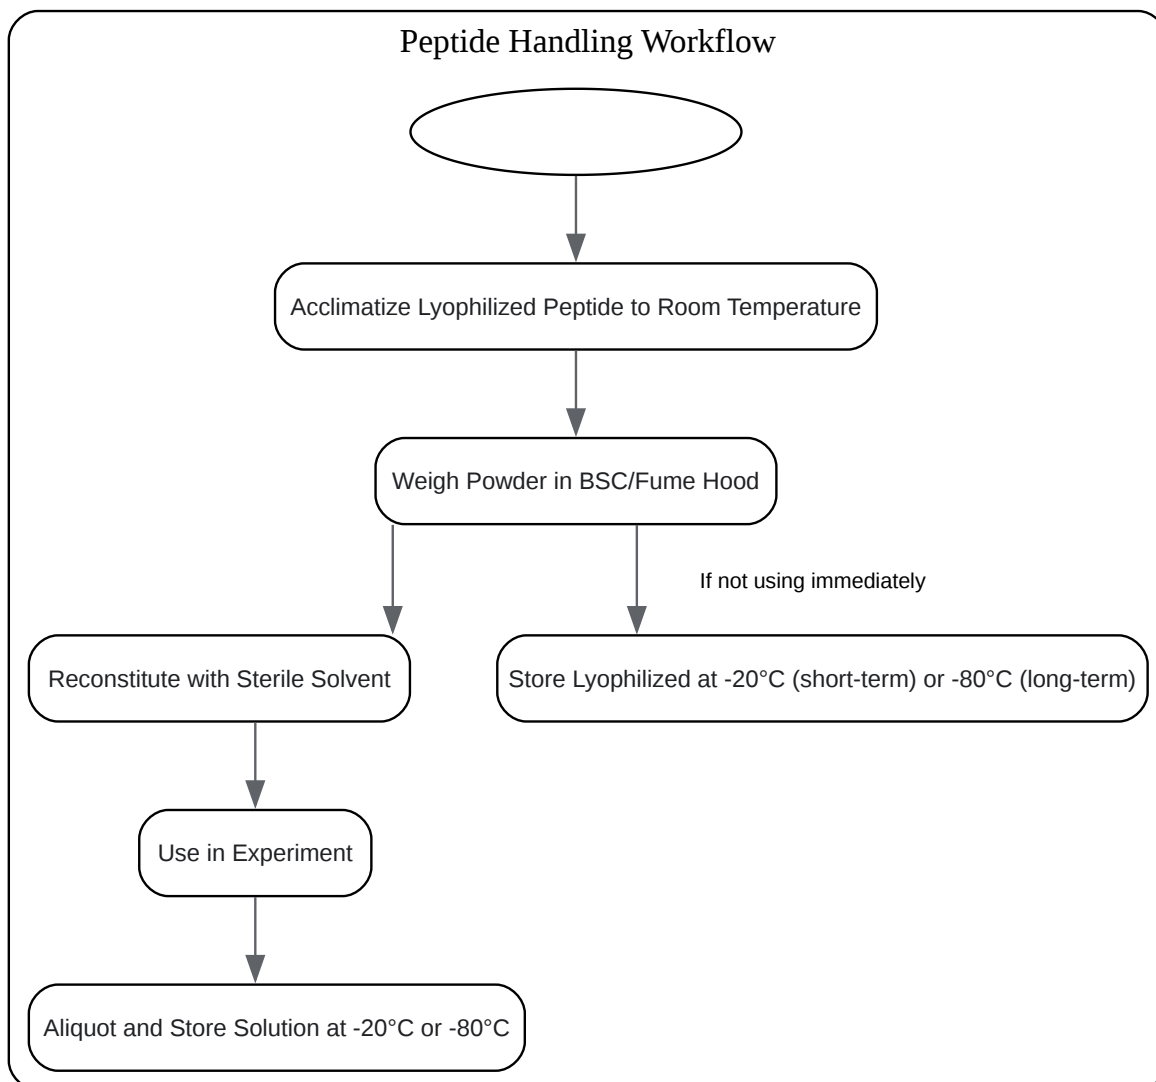 Peptide Handling Workflow
Acclimatize Lyophilized Peptide to Room Temperature
Weigh Powder in BSC/Fume Hood
If not using immediately
Reconstitute with Sterile Solvent
Store Lyophilized at -20°C (short-term) or -80°C (long-term)
Use in Experiment
Aliquot and Store Solution at -20°C or -80°C